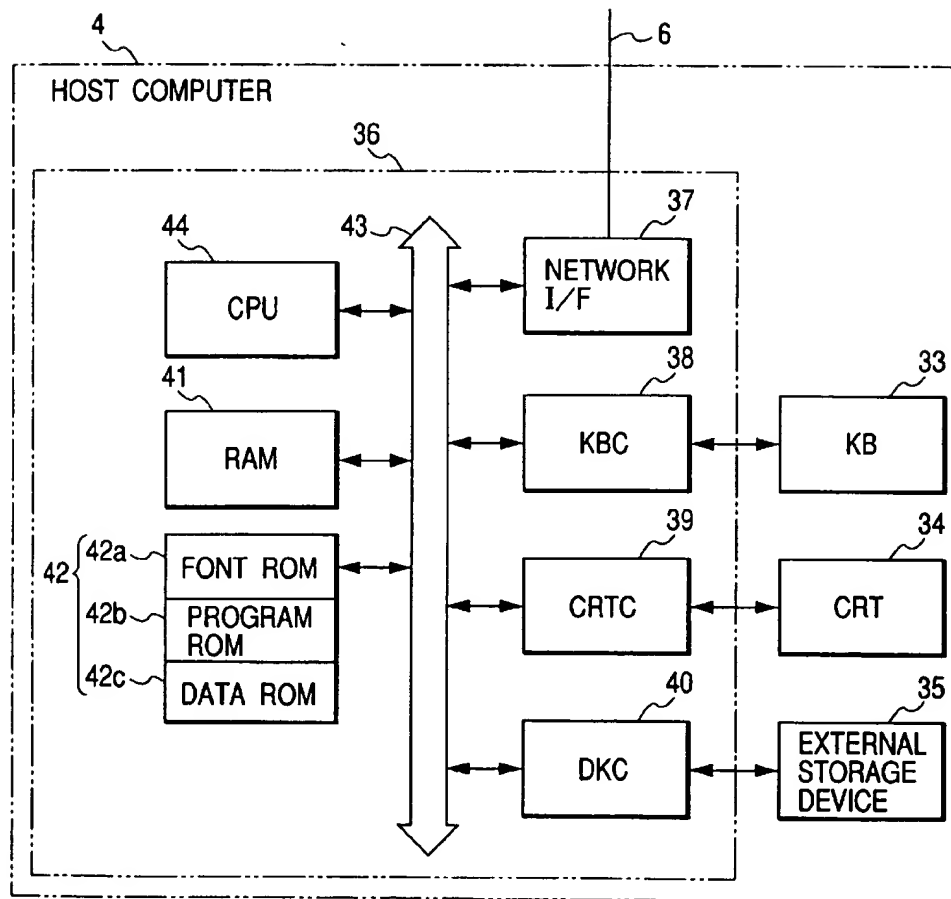 4
6
HOST COMPUTER
36
44
CPU
43
37
NETWORK
I/F
41
RAM
38
KBC
33
KB
42
42a
FONT ROM
42b
PROGRAM
ROM
42c
DATA ROM
39
CRTC
34
CRT
40
DKC
35
EXTERNAL
STORAGE
DEVICE